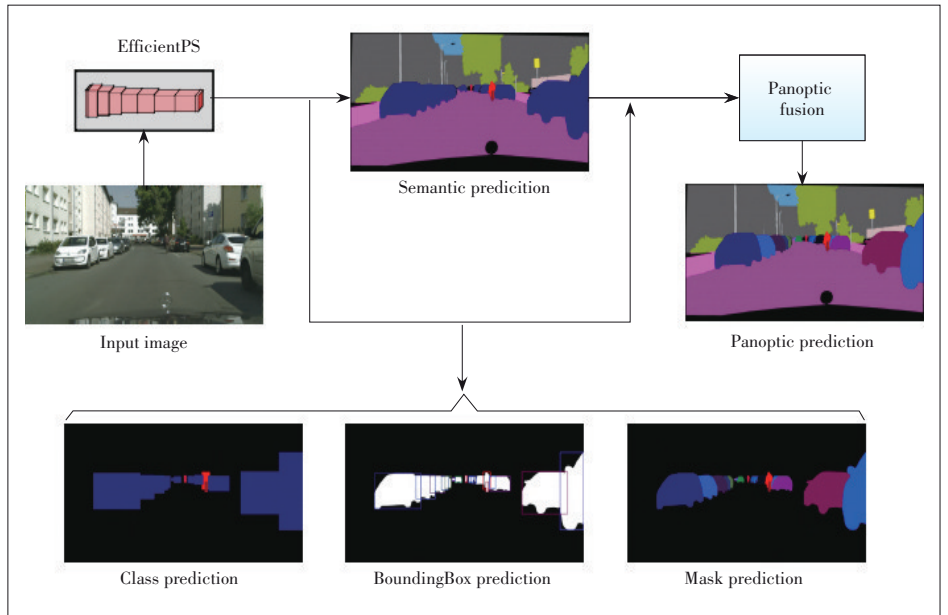 EfficientPS
Panoptic
fusion
Semantic predicition
Input image
Panoptic prediction
Class prediction
BoundingBox prediction
Mask prediction